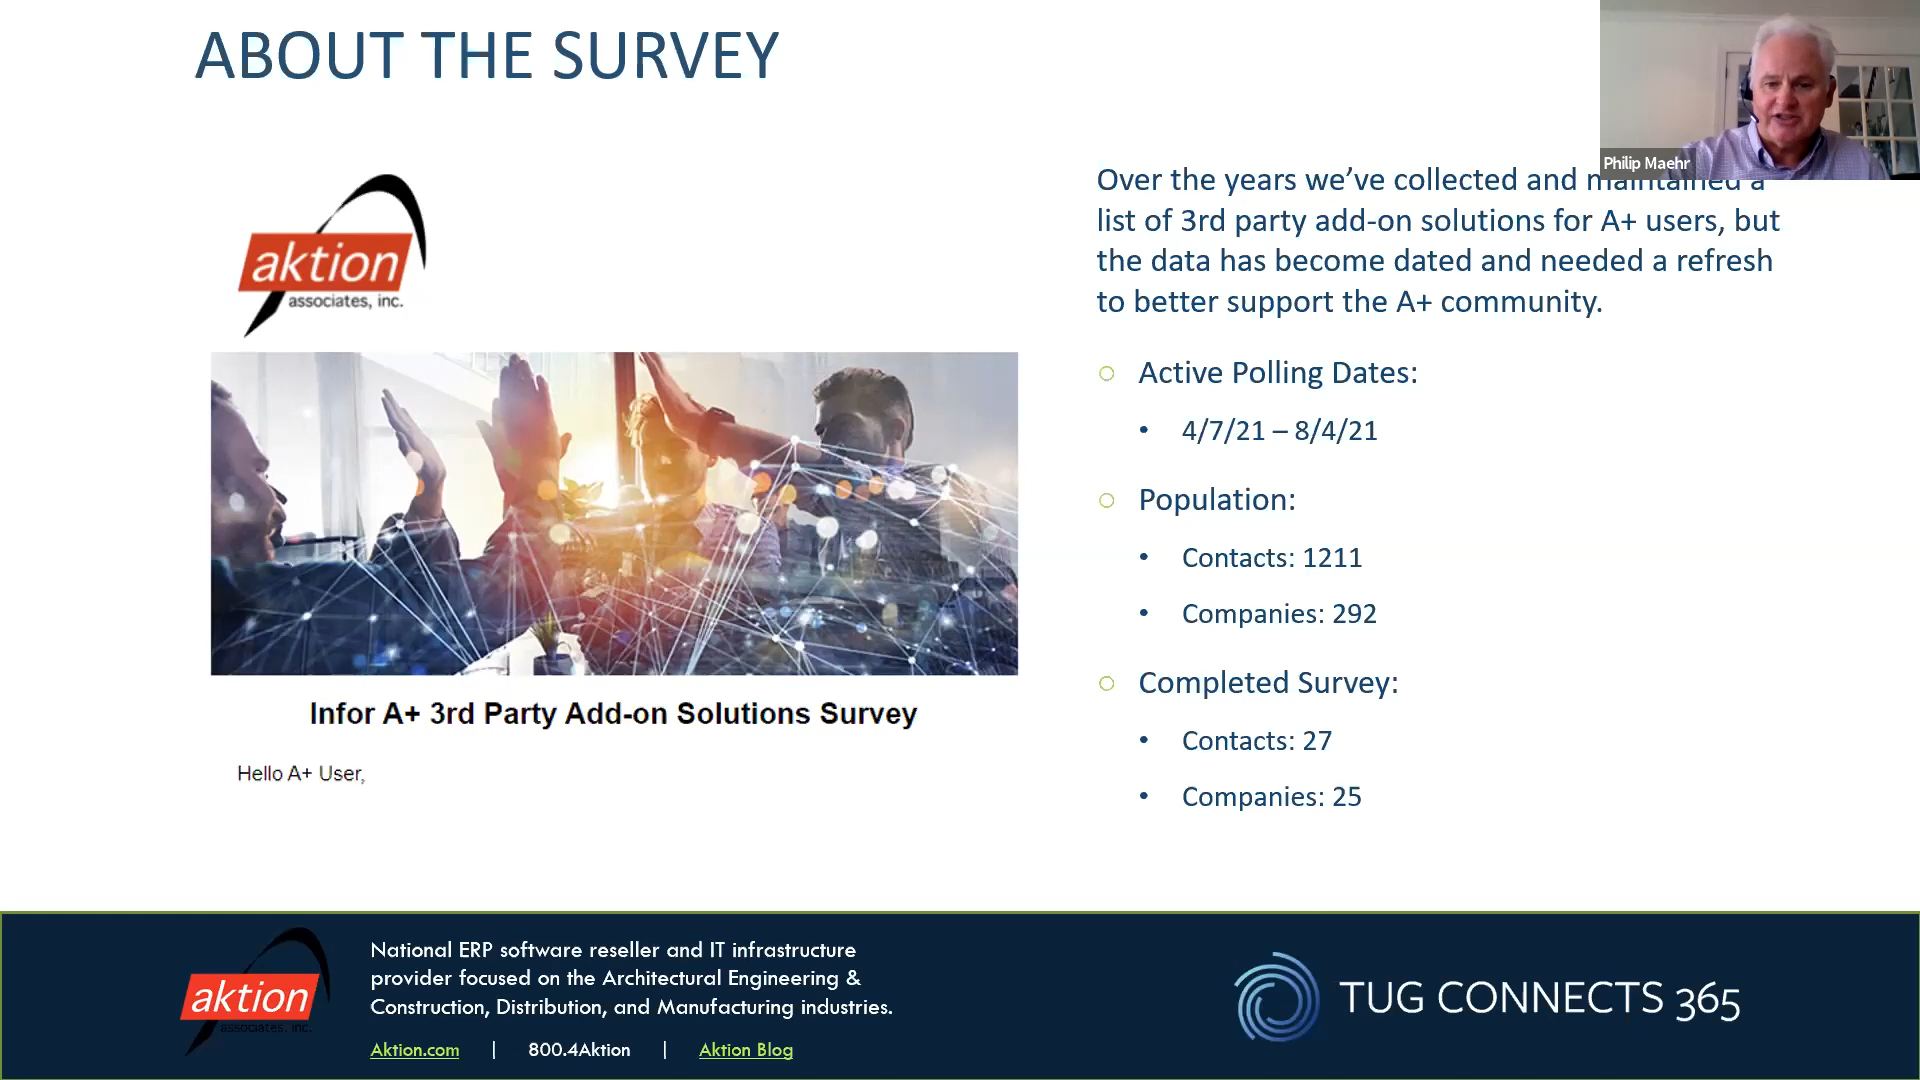 ABOUT THE SURVEY
Philip Maehr
aktion
associates, inc.
Over the years we’ve collected and maintained a
list of 3rd party add-on solutions for A+ users, but
the data has become dated and needed a refresh
to better support the A+ community.
Active Polling Dates:
• 4/7/21 – 8/4/21
Population:
• Contacts: 1211
• Companies: 292
Completed Survey:
• Contacts: 27
• Companies: 25
Infor A+ 3rd Party Add-on Solutions Survey
Hello A+ User,
aktion
associates, inc.
National ERP software reseller and IT infrastructure
provider focused on the Architectural Engineering &
Construction, Distribution, and Manufacturing industries.
Aktion.com | 800.4Aktion | Aktion Blog
TUG CONNECTS 365